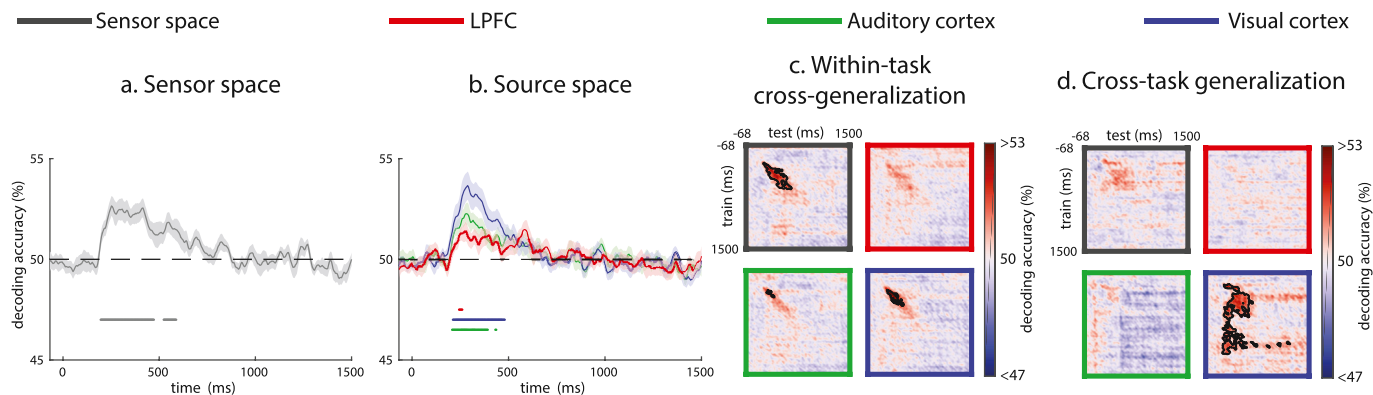 Sensor space
LPFC
Auditory cortex
Visual cortex
a. Sensor space
b. Source space
c. Within-task
cross-generalization
d. Cross-task generalization
55
50
45
decoding accuracy (%)
0
500
1000
1500
time (ms)
55
50
45
0
500
1000
1500
time (ms)
-68
test (ms)
1500
-68
train (ms)
1500
>53
50
<47
decoding accuracy (%)
-68
test (ms)
1500
-68
train (ms)
1500
>53
50
<47
decoding accuracy (%)